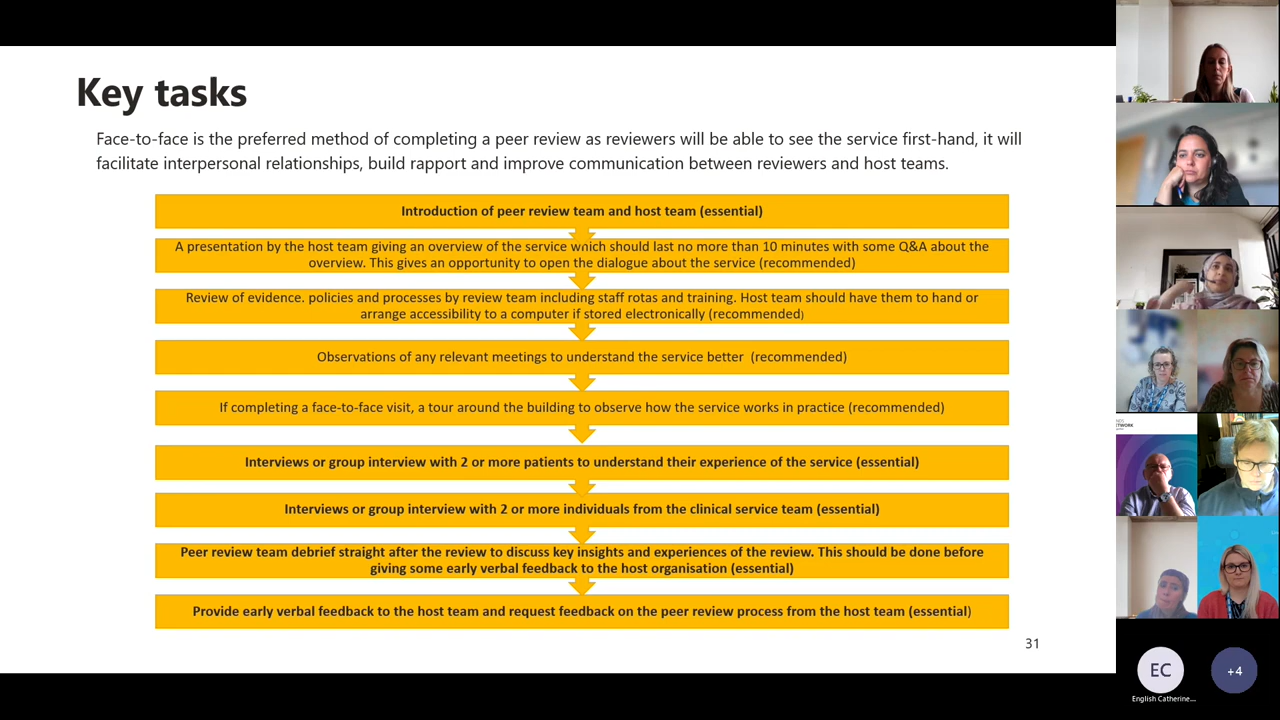 Key tasks
Face-to-face is the preferred method of completing a peer review as reviewers will be able to see the service first-hand, it will
facilitate interpersonal relationships, build rapport and improve communication between reviewers and host teams.
Introduction of peer review team and host team (essential)
A presentation by the host team giving an overview of the service which should last no more than 10 minutes with some Q&A about the
overview. This gives an opportunity to open the dialogue about the service (recommended)
Review of evidence. policies and processes by review team including staff rotas and training. Host team should have them to hand or
arrange accessibility to a computer if stored electronically (recommended)
Observations of any relevant meetings to understand the service better (recommended)
If completing a face-to-face visit, a tour around the building to observe how the service works in practice (recommended)
Interviews or group interview with 2 or more patients to understand their experience of the service (essential)
Interviews or group interview with 2 or more individuals from the clinical service team (essential)
Peer review team debrief straight after the review to discuss key insights and experiences of the review. This should be done before
giving some early verbal feedback to the host organisation (essential)
Provide early verbal feedback to the host team and request feedback on the peer review process from the host team (essential)
31
EC
+4
English Catherine...